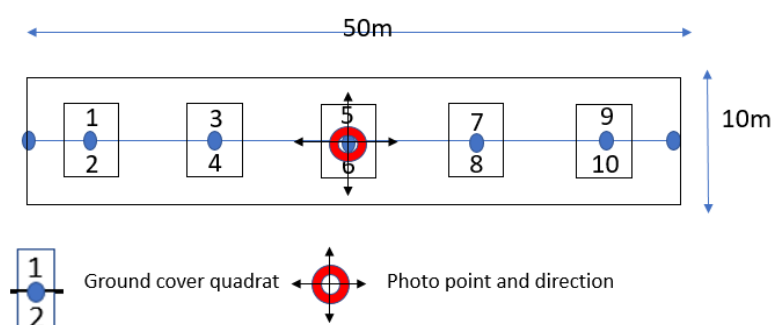 50m
1 3 5 7 9
10m
2 4 6 8 10
1
Ground cover quadrat
Photo point and direction
2